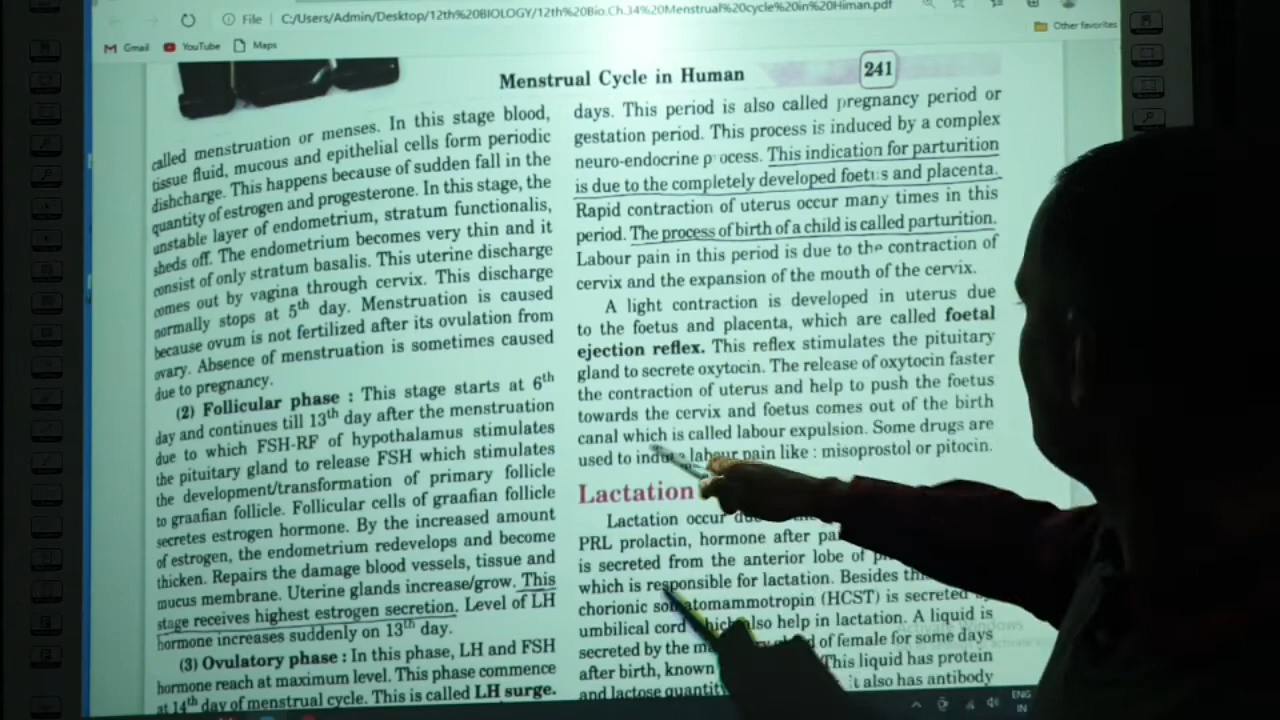 File | C:/Users/Admin/Desktop/12th%20BIOLOGY/12th%20Bio.Ch.34%20Menstrual%20cycle%20in%20Himan.pdf
Gmail YouTube Maps
Other favorites
Menstrual Cycle in Human
241
called menstruation or menses. In this stage blood,
tissue fluid, mucous and epithelial cells form periodic
dishcharge. This happens because of sudden fall in the
quantity of estrogen and progesterone. In this stage, the
unstable layer of endometrium, stratum functionalis,
sheds off. The endometrium becomes very thin and it
consist of only stratum basalis. This uterine discharge
comes out by vagina through cervix. This discharge
normally stops at 5th day. Menstruation is caused
because ovum is not fertilized after its ovulation from
ovary. Absence of menstruation is sometimes caused
due to pregnancy.
(2) Follicular phase : This stage starts at 6th
day and continues till 13th day after the menstruation
due to which FSH-RF of hypothalamus stimulates
the pituitary gland to release FSH which stimulates
the development/transformation of primary follicle
to graafian follicle. Follicular cells of graafian follicle
secretes estrogen hormone. By the increased amount
of estrogen, the endometrium redevelops and become
thicken. Repairs the damage blood vessels, tissue and
mucus membrane. Uterine glands increase/grow. This
stage receives highest estrogen secretion. Level of LH
hormone increases suddenly on 13th day.
(3) Ovulatory phase : In this phase, LH and FSH
hormone reach at maximum level. This phase commence
at 14th day of menstrual cycle. This is called LH surge.
days. This period is also called pregnancy period or
gestation period. This process is induced by a complex
neuro-endocrine process. This indication for parturition
is due to the completely developed foetus and placenta.
Rapid contraction of uterus occur many times in this
period. The process of birth of a child is called parturition.
Labour pain in this period is due to the contraction of
cervix and the expansion of the mouth of the cervix.
A light contraction is developed in uterus due
to the foetus and placenta, which are called foetal
ejection reflex. This reflex stimulates the pituitary
gland to secrete oxytocin. The release of oxytocin faster
the contraction of uterus and help to push the foetus
towards the cervix and foetus comes out of the birth
canal which is called labour expulsion. Some drugs are
used to induce labour pain like : misoprostol or pitocin.
Lactation
Lactation occur
PRL prolactin, hormone after
is secreted from the anterior lobe of
which is responsible for lactation. Besides
chorionic somatomammotropin (HCST) is secreted
umbilical cord which also help in lactation. A liquid is
secreted by the of female for some days
after birth, known This liquid has protein
and lactose it also has antibody
Activate Windows
ENG
IN